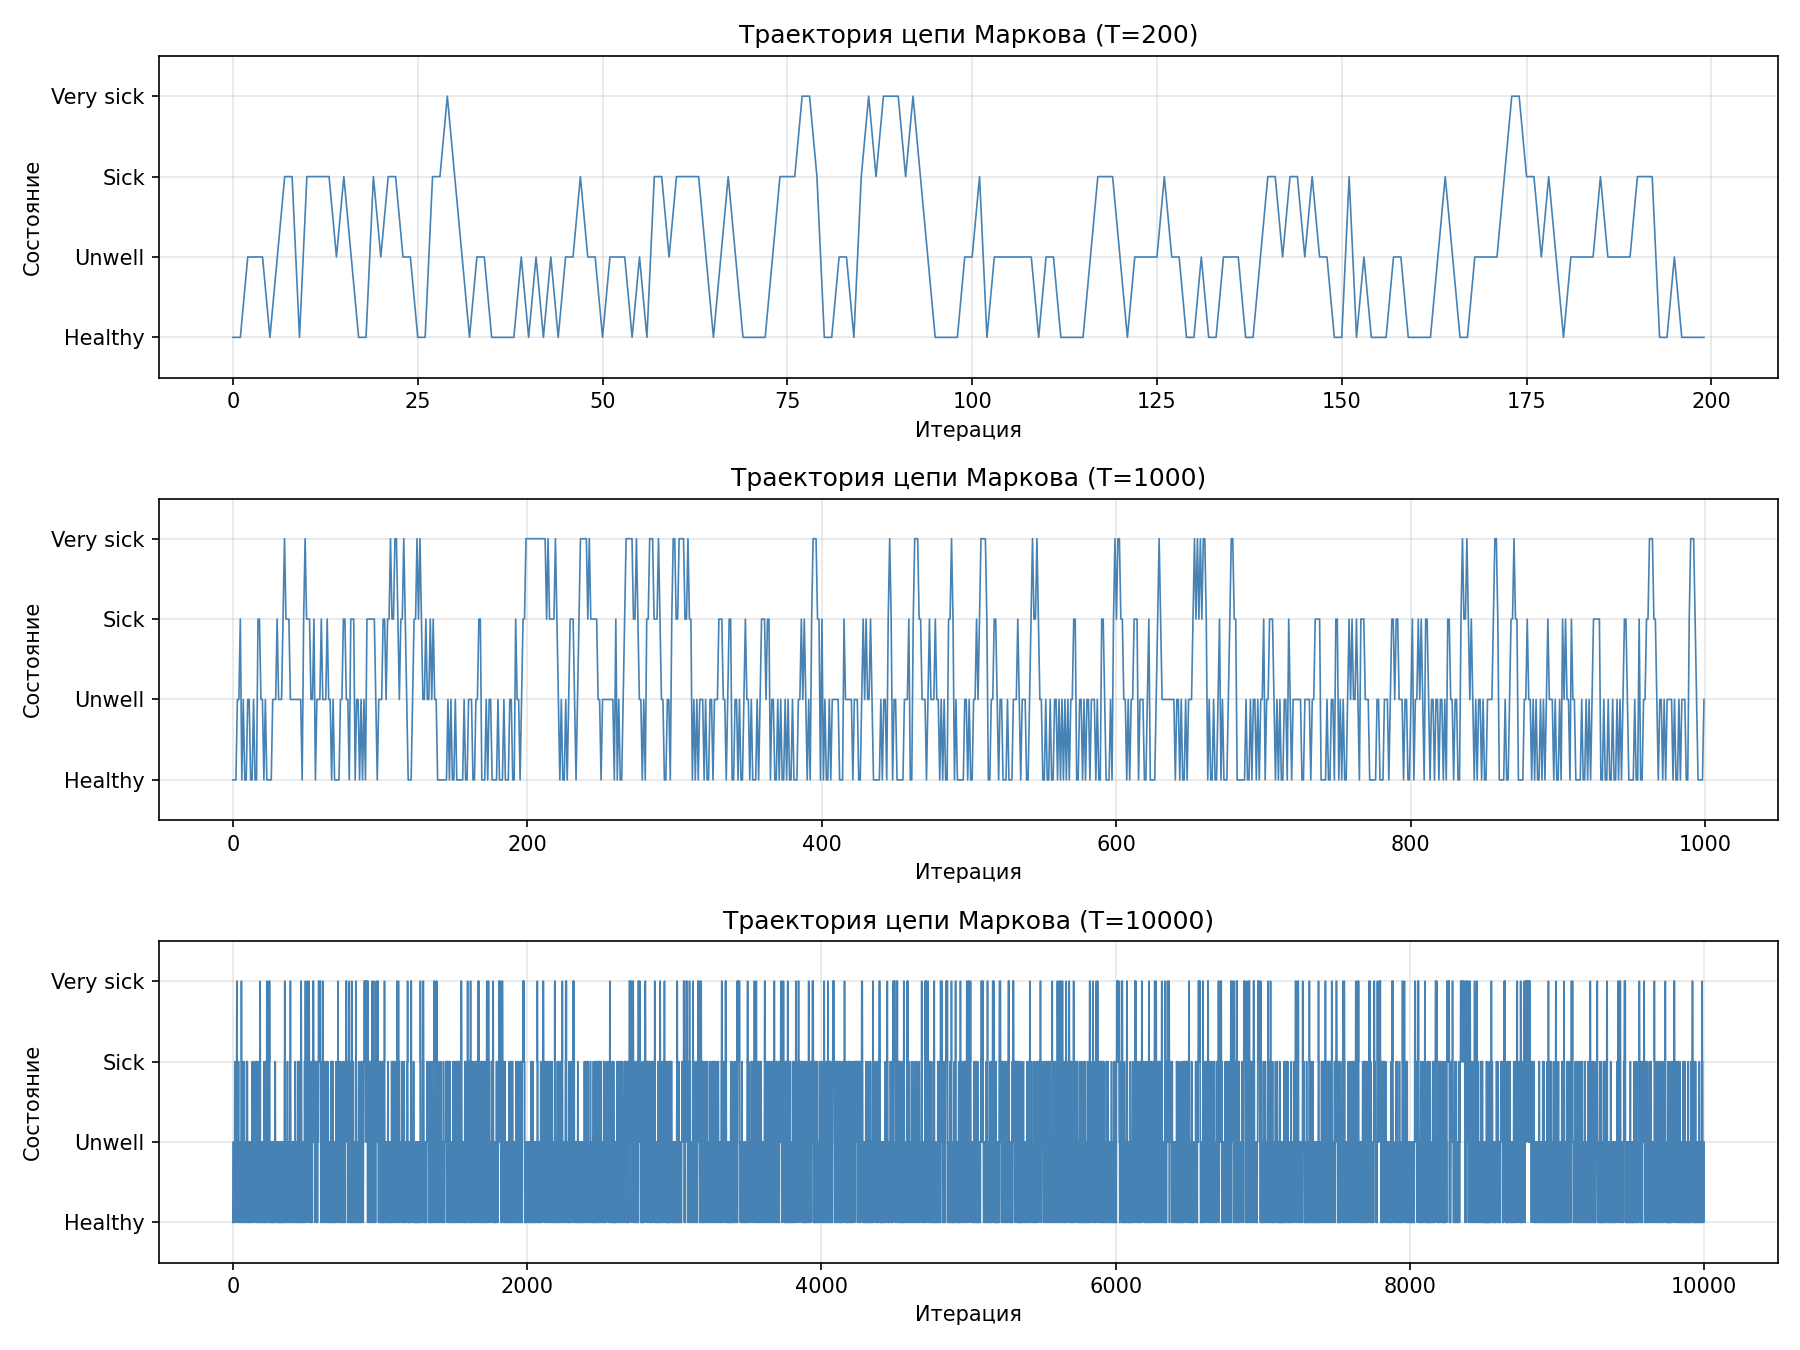 Траектория цепи Маркова (T=200)
Very sick
Sick
Unwell
Healthy
Состояние
0 25 50 75 100 125 150 175 200
Итерация
Траектория цепи Маркова (T=1000)
Very sick
Sick
Unwell
Healthy
Состояние
0 200 400 600 800 1000
Итерация
Траектория цепи Маркова (T=10000)
Very sick
Sick
Unwell
Healthy
Состояние
0 2000 4000 6000 8000 10000
Итерация